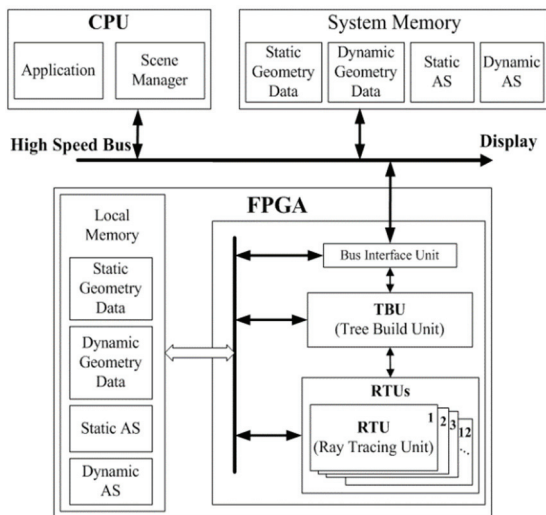 CPU
Application
Scene
Manager
System Memory
Static
Geometry
Data
Dynamic
Geometry
Data
Static
AS
Dynamic
AS
High Speed Bus
Display
FPGA
Local
Memory
Static
Geometry
Data
Dynamic
Geometry
Data
Static AS
Dynamic
AS
Bus Interface Unit
TBU
(Tree Build Unit)
RTUs
RTU
(Ray Tracing Unit)
1
2
3
12
...